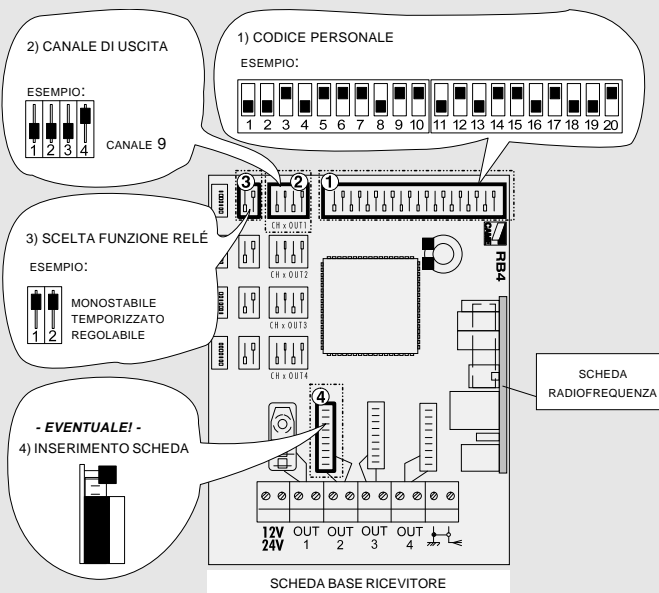 2) CANALE DI USCITA
ESEMPIO:
1 2 3 4
CANALE 9
1) CODICE PERSONALE
ESEMPIO:
1 2 3 4 5 6 7 8 9 10 11 12 13 14 15 16 17 18 19 20
3) SCELTA FUNZIONE RELÉ
ESEMPIO:
1 2
MONOSTABILE
TEMPORIZZATO
REGOLABILE
- EVENTUALE! -
4) INSERIMENTO SCHEDA
3
2
1
CH x OUT1
CH x OUT2
CH x OUT3
CH x OUT4
CAME
RB4
4
12V
24V
OUT
1
OUT
2
OUT
3
OUT
4
SCHEDA
RADIOFREQUENZA
SCHEDA BASE RICEVITORE